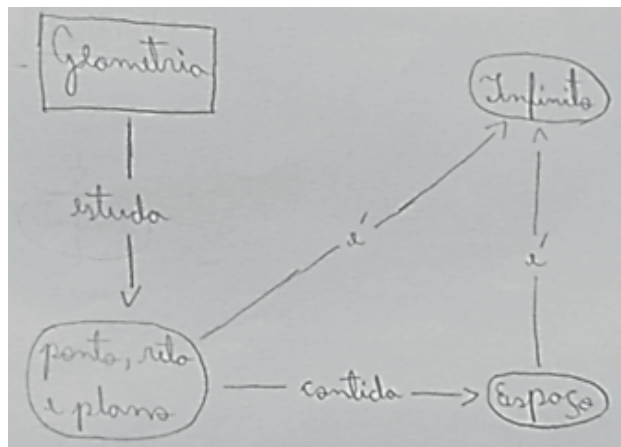 Geometria
Infinito
estuda
é
é
ponto, reta
e plano
contida
Espaço